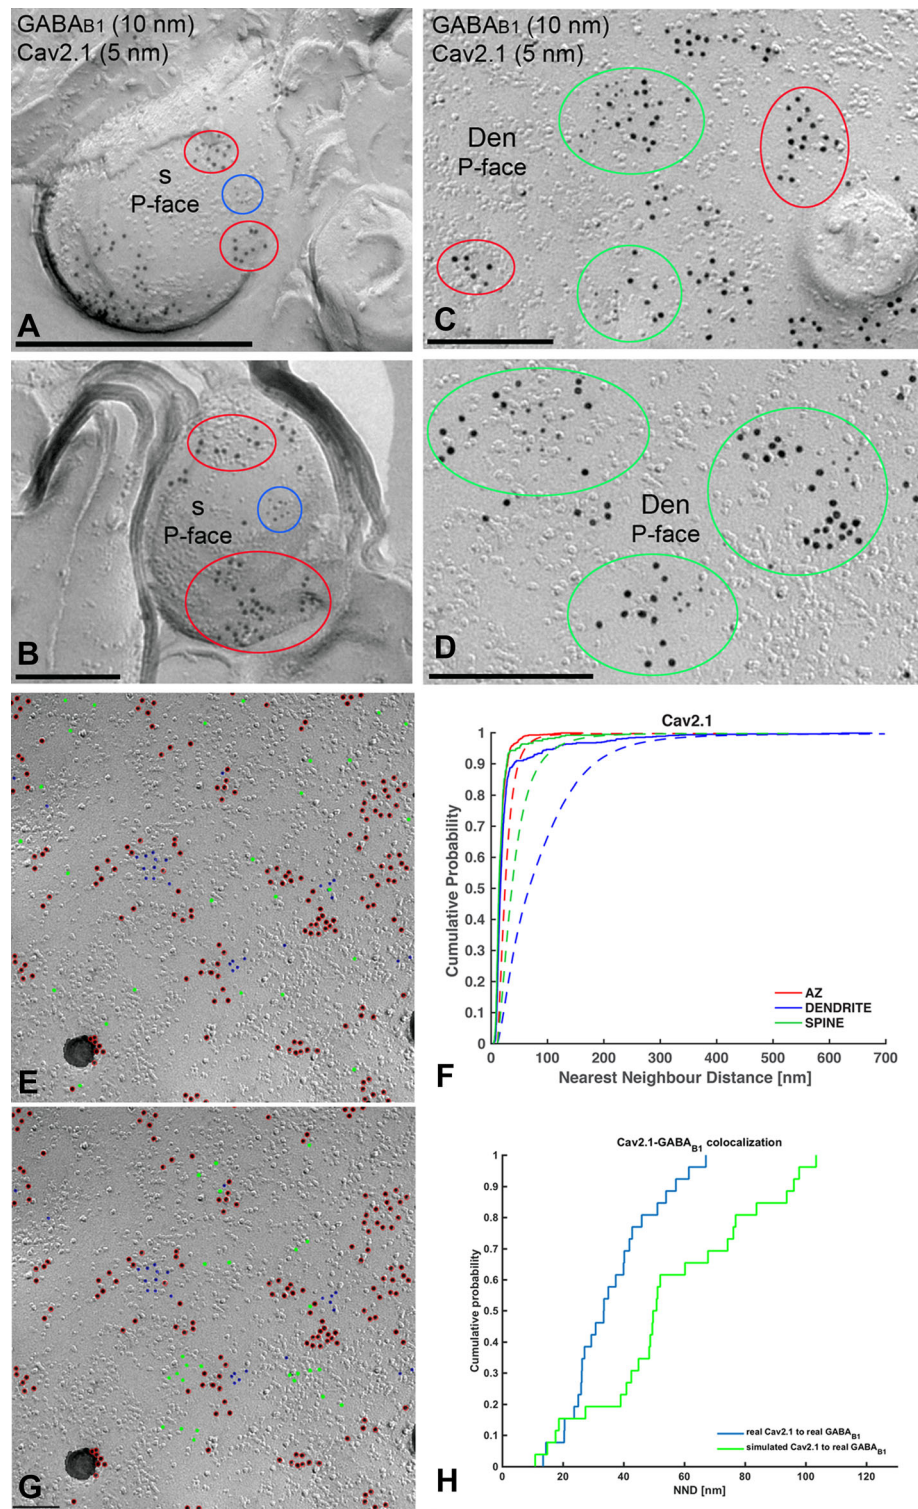 GABAB1 (10 nm)
Cav2.1 (5 nm)
s
P-face
A
GABAB1 (10 nm)
Cav2.1 (5 nm)
Den
P-face
C
s
P-face
B
Den
P-face
D
E
Cav2.1
Cumulative Probability
1
0.9
0.8
0.7
0.6
0.5
0.4
0.3
0.2
0.1
0
0 100 200 300 400 500 600 700
Nearest Neighbour Distance [nm]
AZ
DENDRITE
SPINE
F
G
Cav2.1-GABAB1 colocalization
Cumulative probability
1
0.9
0.8
0.7
0.6
0.5
0.4
0.3
0.2
0.1
0
0 20 40 60 80 100 120
NND [nm]
real Cav2.1 to real GABAB1
simulated Cav2.1 to real GABAB1
H